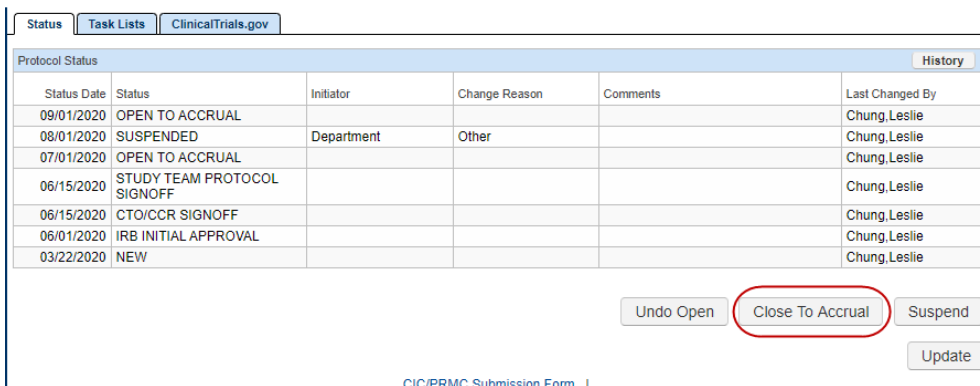 Status Task Lists ClinicalTrials.gov
Protocol Status History
Status Date Status Initiator Change Reason Comments Last Changed By
09/01/2020 OPEN TO ACCRUAL Chung,Leslie
08/01/2020 SUSPENDED Department Other Chung,Leslie
07/01/2020 OPEN TO ACCRUAL Chung,Leslie
06/15/2020 STUDY TEAM PROTOCOL
SIGNOFF Chung,Leslie
06/15/2020 CTO/CCR SIGNOFF Chung,Leslie
06/01/2020 IRB INITIAL APPROVAL Chung,Leslie
03/22/2020 NEW Chung,Leslie
Undo Open Close To Accrual Suspend
Update
CIC/PRMC Submission Form |